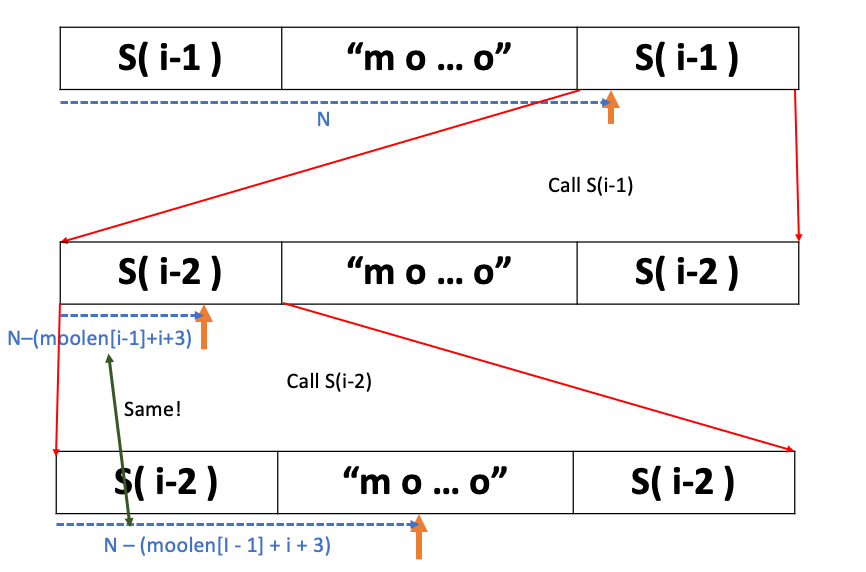 S( i-1 ) “m o ... o” S( i-1 )
N
Call S(i-1)
S( i-2 ) “m o ... o” S( i-2 )
N–(moolen[i-1]+i+3)
Call S(i-2)
Same!
S( i-2 ) “m o ... o” S( i-2 )
N – (moolen[I - 1] + i + 3)